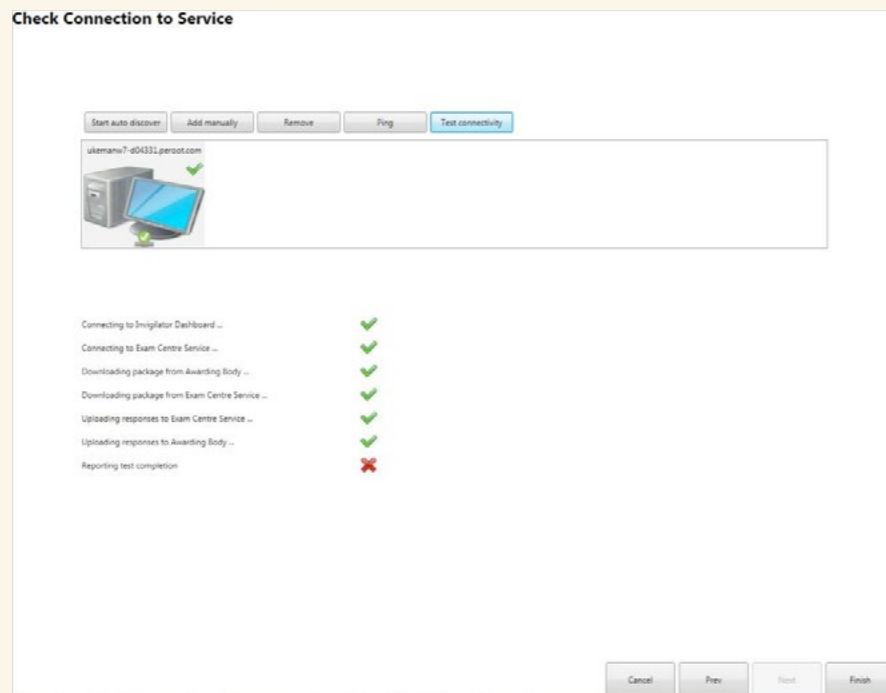 Check Connection to Service
Start auto discover
Add manually
Remove
Ping
Test connectivity
ukemanw7-d04331.peroot.com
Connecting to Invigilator Dashboard ...
Connecting to Exam Centre Service ...
Downloading package from Awarding Body ...
Downloading package from Exam Centre Service ...
Uploading responses to Exam Centre Service ...
Uploading responses to Awarding Body ...
Reporting test completion
Cancel
Prev
Next
Finish